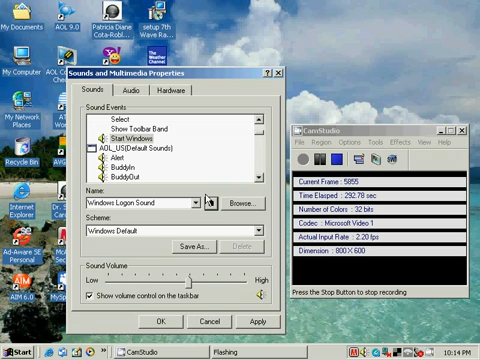 My Documents
AOL 9.0
Patricia Diane
Cota-Robl...
setup 7th
Wave Ra...
My Computer
AOL Co
The
Weather
Channel
My Network
Places
Recycle Bin
AVG
Internet
Explorer
Dr.
Ad-Aware SE
Personal
AIM 6.0
MySp
Sounds and Multimedia Properties
Sounds
Audio
Hardware
Sound Events
Select
Show Toolbar Band
Start Windows
AOL_US(Default Sounds)
Alert
BuddyIn
BuddyOut
Name:
Windows Logon Sound
Browse...
Scheme:
Windows Default
Save As...
Delete
Sound Volume
Low
High
Show volume control on the taskbar
OK
Cancel
Apply
CamStudio
File Region Options Tools Effects View Help
Current Frame : 5855
Time Elapsed : 292.78 sec
Number of Colors : 32 bits
Codec : Microsoft Video 1
Actual Input Rate : 2.20 fps
Dimension : 800 X 600
Press the Stop Button to stop recording
Start
CamStudio
Flashing
10:14 PM